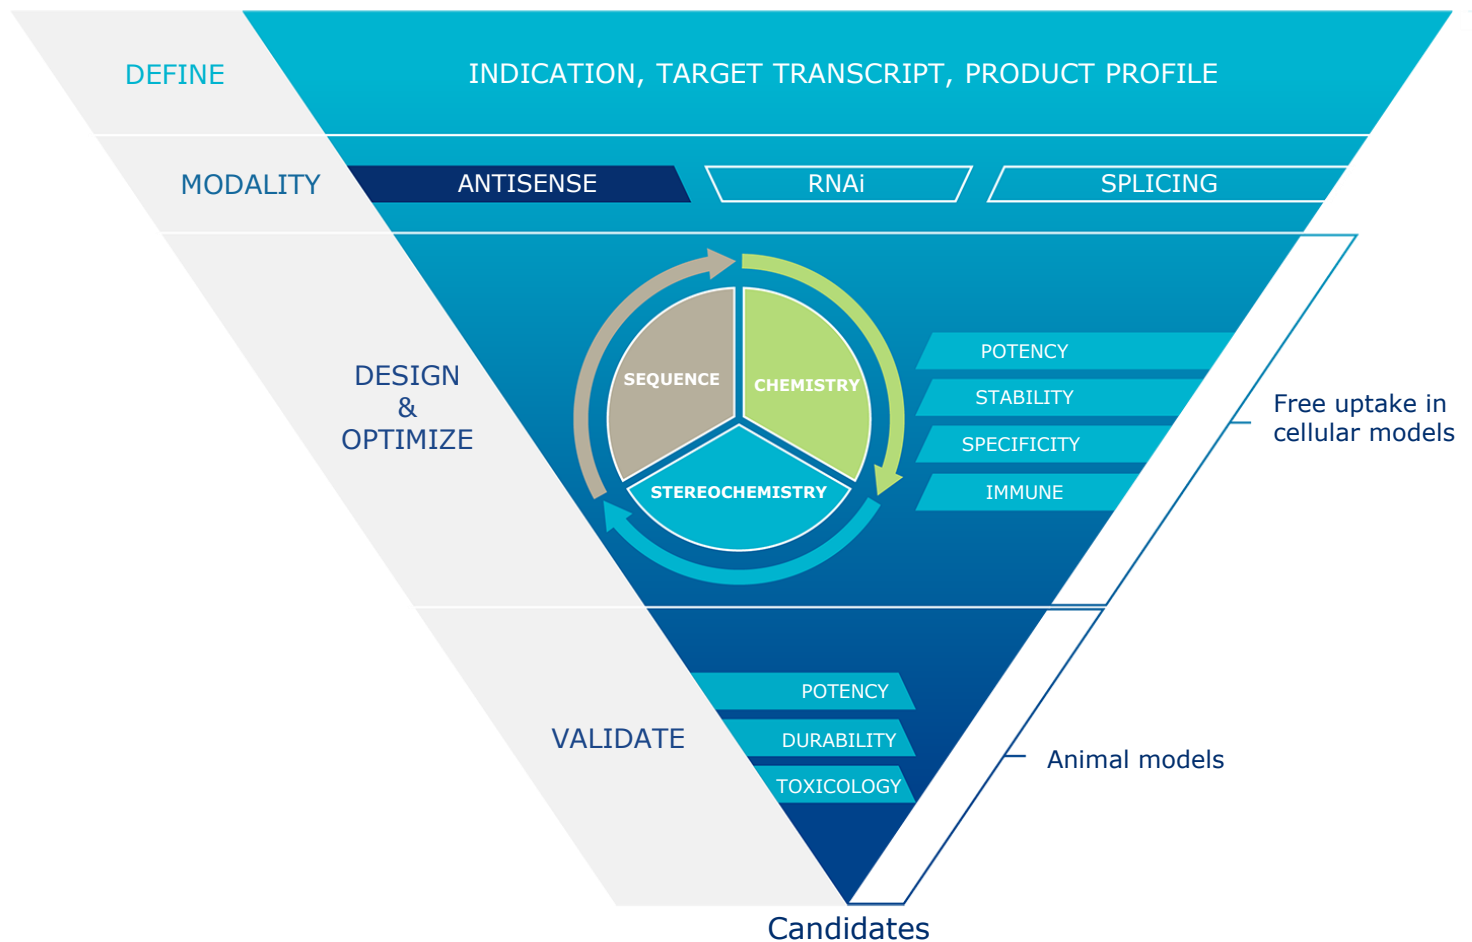 DEFINE
INDICATION, TARGET TRANSCRIPT, PRODUCT PROFILE
MODALITY
ANTISENSE
RNAi
SPLICING
DESIGN
&
OPTIMIZE
SEQUENCE
CHEMISTRY
STEREOCHEMISTRY
POTENCY
STABILITY
SPECIFICITY
IMMUNE
Free uptake in
cellular models
VALIDATE
POTENCY
DURABILITY
TOXICOLOGY
Animal models
Candidates